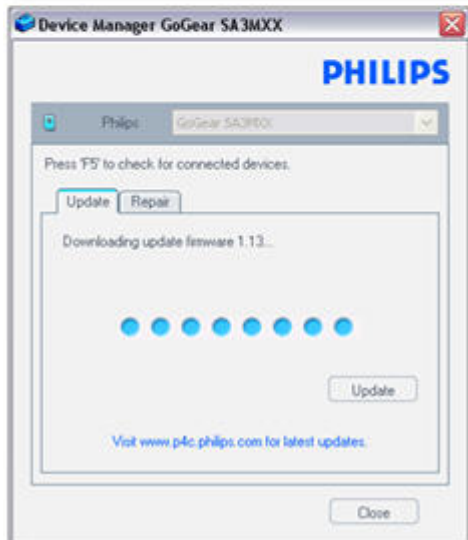 Device Manager GoGear SA3MXX
PHILIPS
Philips GoGear SA3MXX
Press 'F5' to check for connected devices.
Update Repair
Downloading update firmware 1.13...
Update
Visit www.p4c.philips.com for latest updates.
Close